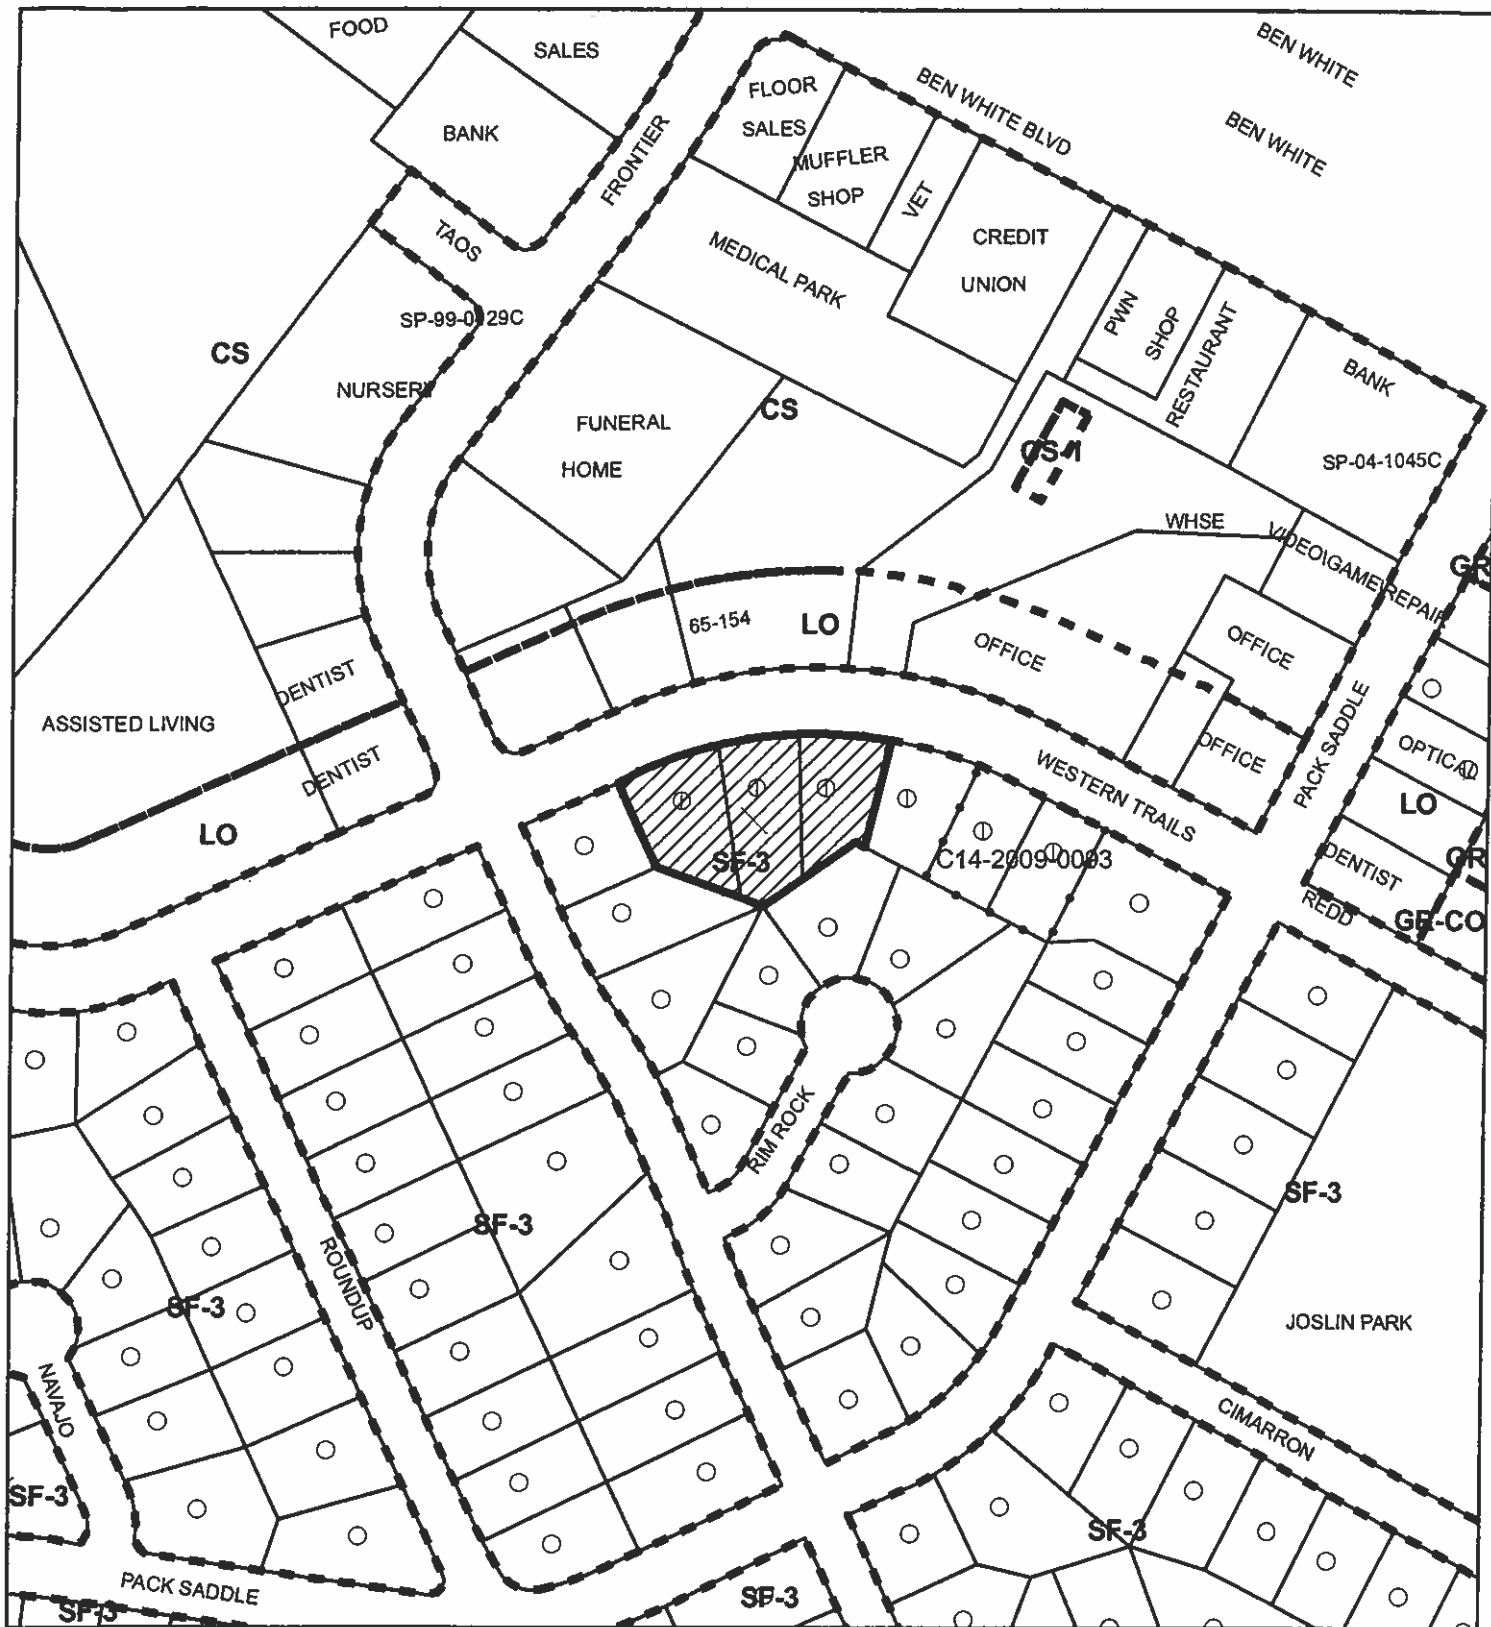 FOOD
SALES
BANK
FRONTIER
TAOS
FLOOR
SALES
MUFFLER
SHOP
VET
BEN WHITE BLVD
BEN WHITE
BEN WHITE
MEDICAL PARK
CREDIT
UNION
PWN
SHOP
RESTAURANT
BANK
SP-99-0129C
CS
NURSERY
FUNERAL
HOME
CS
CS-1
SP-04-1045C
WHSE
VIDEO\GAME\REPAIR
GR
65-154
LO
OFFICE
OFFICE
OFFICE
PACK SADDLE
DENTIST
ASSISTED LIVING
DENTIST
LO
WESTERN TRAILS
OPTICAL
LO
DENTIST
GR
REDD
GR-CO
SF-3
C14-2009-0093
RIM ROCK
SF-3
SF-3
SF-3
ROUNDUP
JOSLIN PARK
NAVAJO
CIMARRON
SF-3
SF-3
PACK SADDLE
SF-3
SF-3